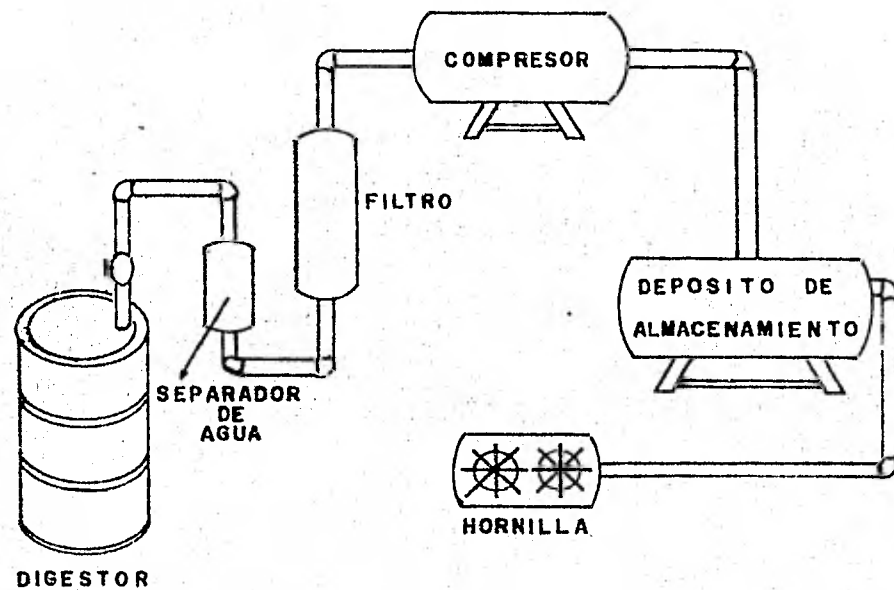 COMPRESOR
FILTRO
DEPOSITO DE
ALMACENAMIENTO
SEPARADOR
DE
AGUA
HORNILLA
DIGESTOR